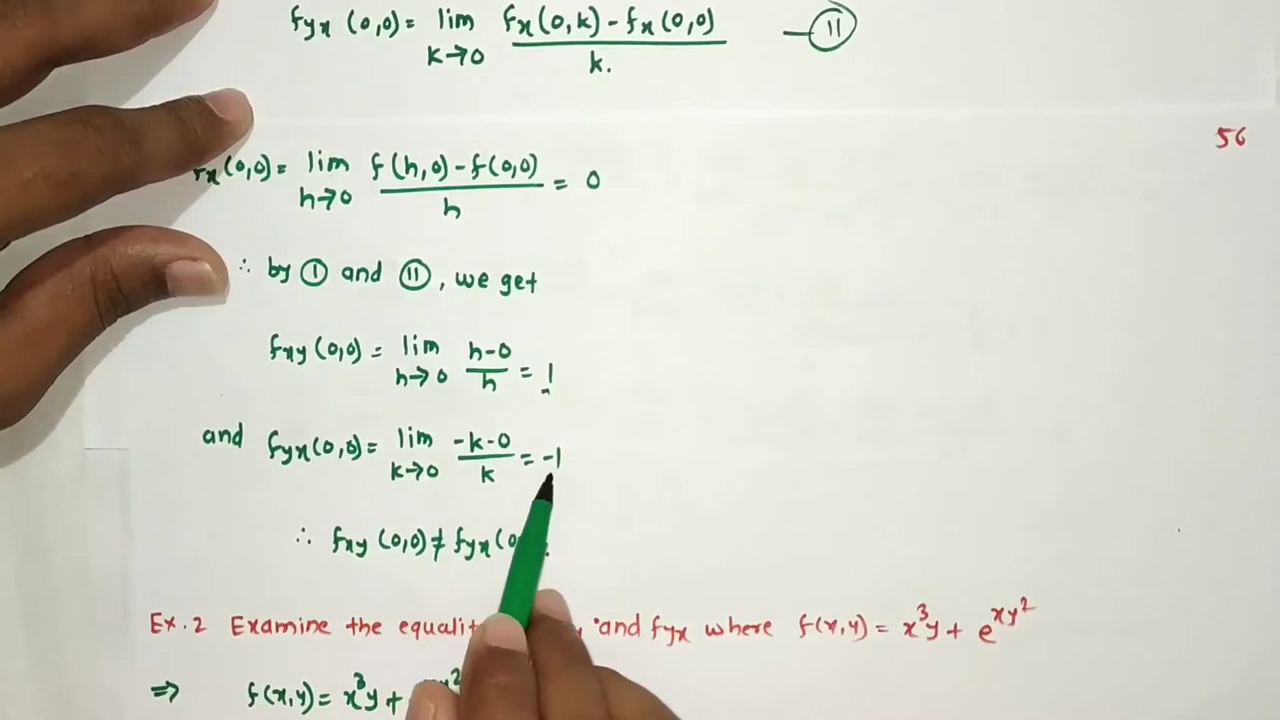 fyx (0,0) = lim k→0 fx(0,k) - fx(0,0) / k. — II
56
x(0,0) = lim h→0 f(h,0) - f(0,0) / h = 0
∴ by I and II, we get
fxy (0,0) = lim h→0 h-0 / h = 1
and fyx(0,0) = lim k→0 -k-0 / k = -1
∴ fxy (0,0) ≠ fyx (0
Ex. 2 Examine the and fyx where f(x,y) = x³y + e^xy²
⇒ f(x,y) = x³y +